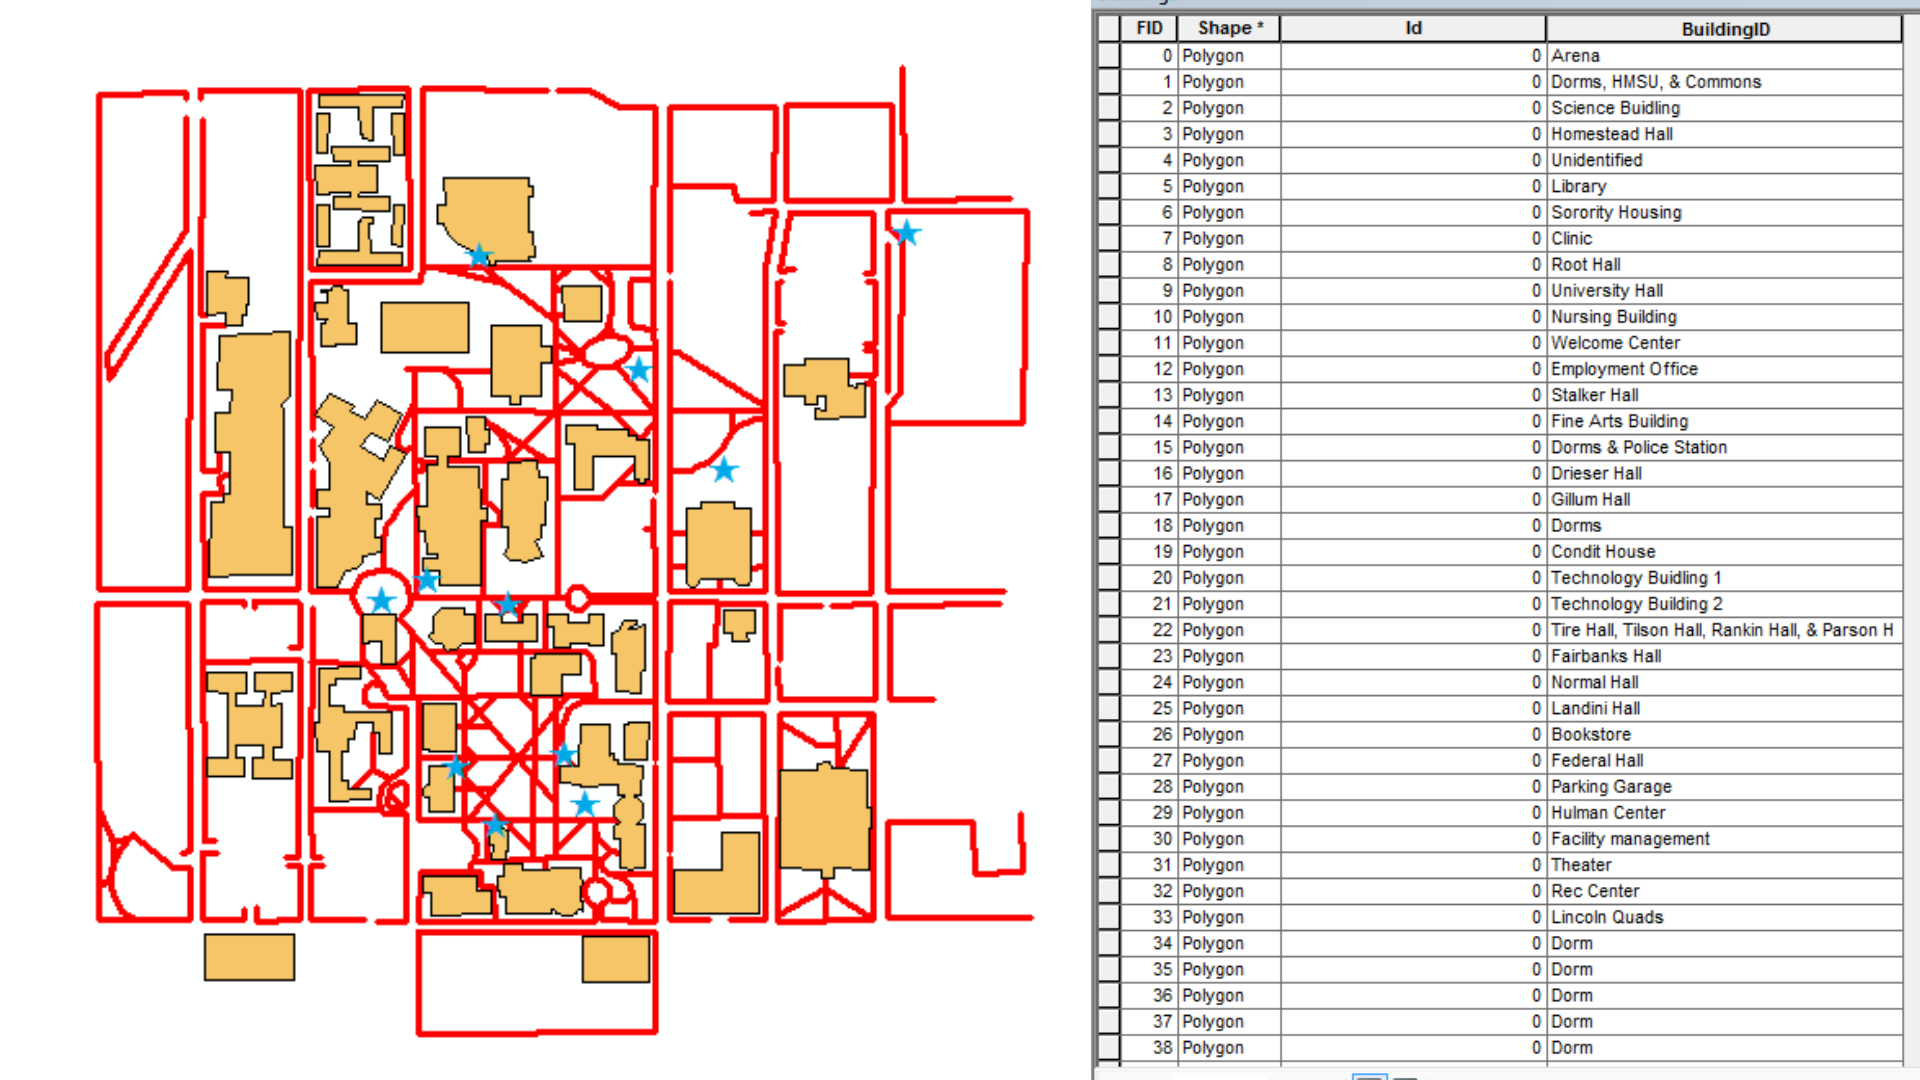 FID Shape * Id BuildingID
0 Polygon 0 Arena
1 Polygon 0 Dorms, HMSU, & Commons
2 Polygon 0 Science Buidling
3 Polygon 0 Homestead Hall
4 Polygon 0 Unidentified
5 Polygon 0 Library
6 Polygon 0 Sorority Housing
7 Polygon 0 Clinic
8 Polygon 0 Root Hall
9 Polygon 0 University Hall
10 Polygon 0 Nursing Building
11 Polygon 0 Welcome Center
12 Polygon 0 Employment Office
13 Polygon 0 Stalker Hall
14 Polygon 0 Fine Arts Building
15 Polygon 0 Dorms & Police Station
16 Polygon 0 Drieser Hall
17 Polygon 0 Gillum Hall
18 Polygon 0 Dorms
19 Polygon 0 Condit House
20 Polygon 0 Technology Buidling 1
21 Polygon 0 Technology Building 2
22 Polygon 0 Tire Hall, Tilson Hall, Rankin Hall, & Parson H
23 Polygon 0 Fairbanks Hall
24 Polygon 0 Normal Hall
25 Polygon 0 Landini Hall
26 Polygon 0 Bookstore
27 Polygon 0 Federal Hall
28 Polygon 0 Parking Garage
29 Polygon 0 Hulman Center
30 Polygon 0 Facility management
31 Polygon 0 Theater
32 Polygon 0 Rec Center
33 Polygon 0 Lincoln Quads
34 Polygon 0 Dorm
35 Polygon 0 Dorm
36 Polygon 0 Dorm
37 Polygon 0 Dorm
38 Polygon 0 Dorm